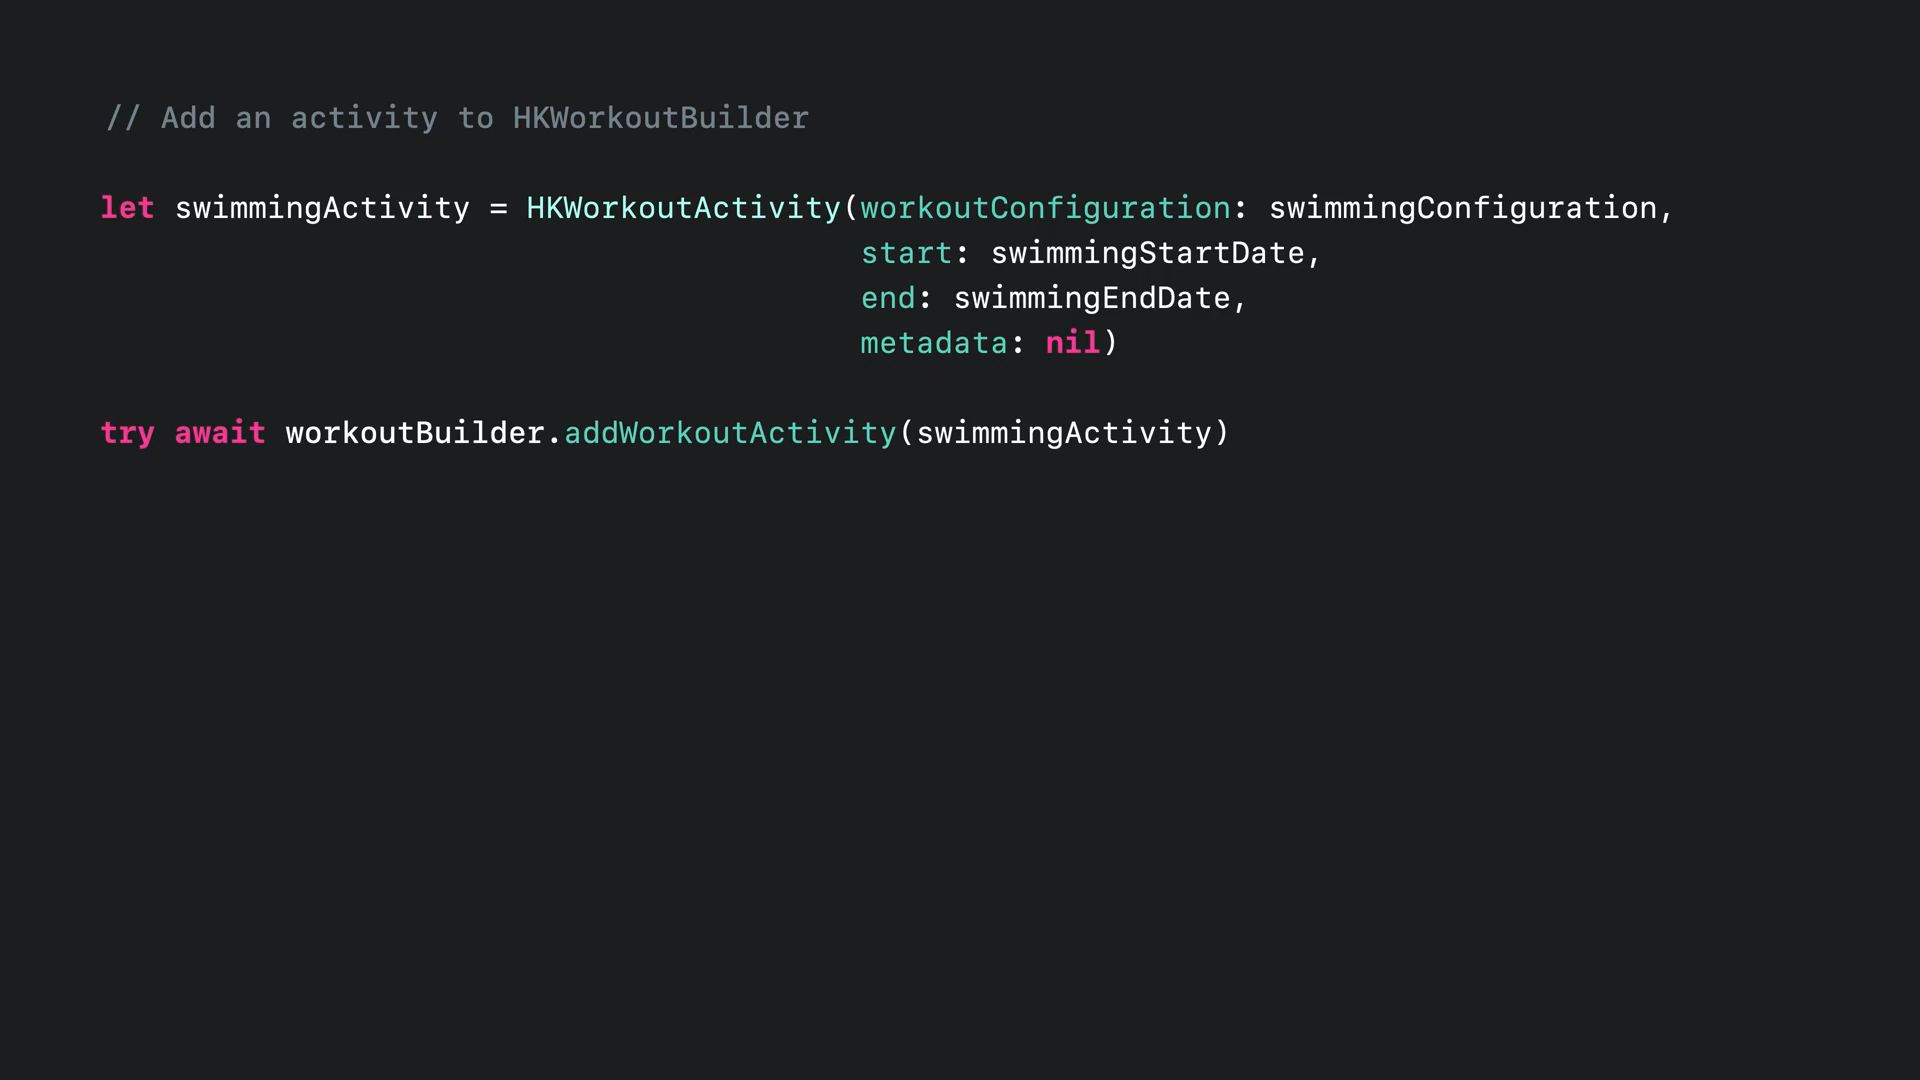 // Add an activity to HKWorkoutBuilder
let swimmingActivity = HKWorkoutActivity(workoutConfiguration: swimmingConfiguration,
start: swimmingStartDate,
end: swimmingEndDate,
metadata: nil)
try await workoutBuilder.addWorkoutActivity(swimmingActivity)